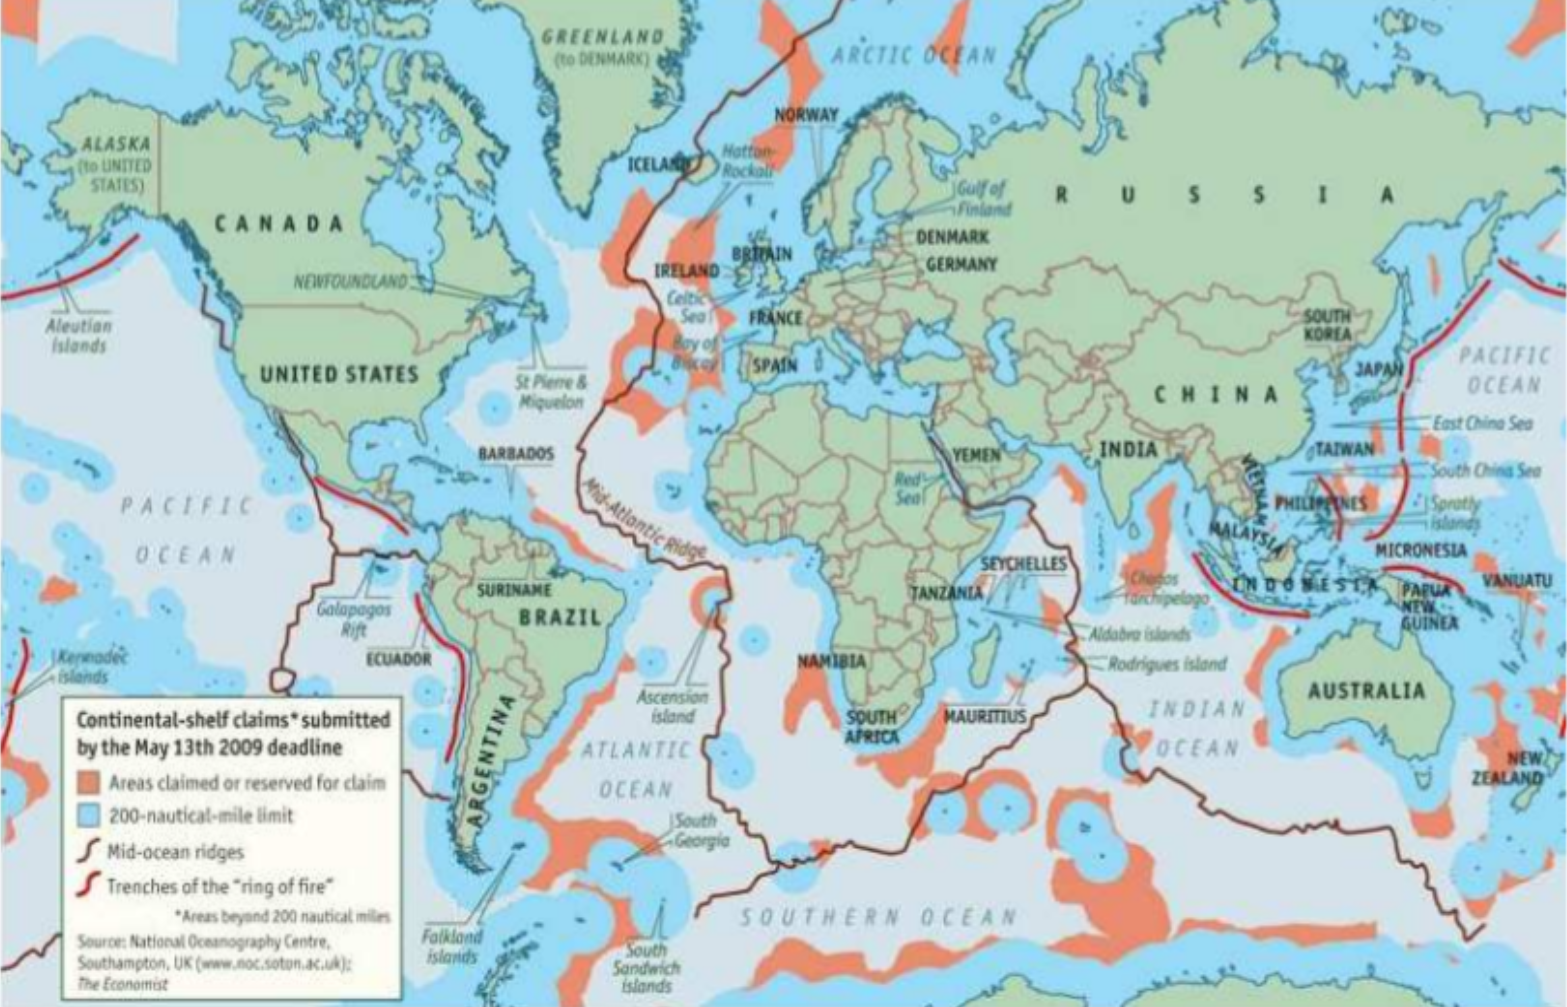 GREENLAND
(to DENMARK)
ARCTIC OCEAN
NORWAY
ALASKA
(to UNITED
STATES)
ICELAND
Hatton-
Rockall
CANADA
Gulf of
Finland
RUSSIA
DENMARK
BRITAIN
IRELAND
GERMANY
NEWFOUNDLAND
Celtic
Sea
FRANCE
SOUTH
KOREA
Aleutian
islands
Bay of
Biscay
SPAIN
UNITED STATES
St Pierre &
Miquelon
JAPAN
PACIFIC
OCEAN
CHINA
East China Sea
BARBADOS
YEMEN
INDIA
TAIWAN
VIETNAM
South China Sea
Red
Sea
PACIFIC
OCEAN
Mid-Atlantic Ridge
PHILIPPINES
Spratly
islands
MALAYSIA
MICRONESIA
SEYCHELLES
SURINAME
TANZANIA
Chagos
archipelago
INDONESIA
PAPUA
NEW
GUINEA
VANUATU
Galapagos
Rift
BRAZIL
Aldabra islands
Kermadec
islands
ECUADOR
NAMIBIA
Rodrigues island
Ascension
island
AUSTRALIA
SOUTH
AFRICA
MAURITIUS
INDIAN
OCEAN
ARGENTINA
ATLANTIC
OCEAN
NEW
ZEALAND
South
Georgia
SOUTHERN OCEAN
Falkland
islands
South
Sandwich
islands
Continental-shelf claims* submitted
by the May 13th 2009 deadline
Areas claimed or reserved for claim
200-nautical-mile limit
Mid-ocean ridges
Trenches of the "ring of fire"
*Areas beyond 200 nautical miles
Source: National Oceanography Centre,
Southampton, UK (www.noc.soton.ac.uk);
The Economist